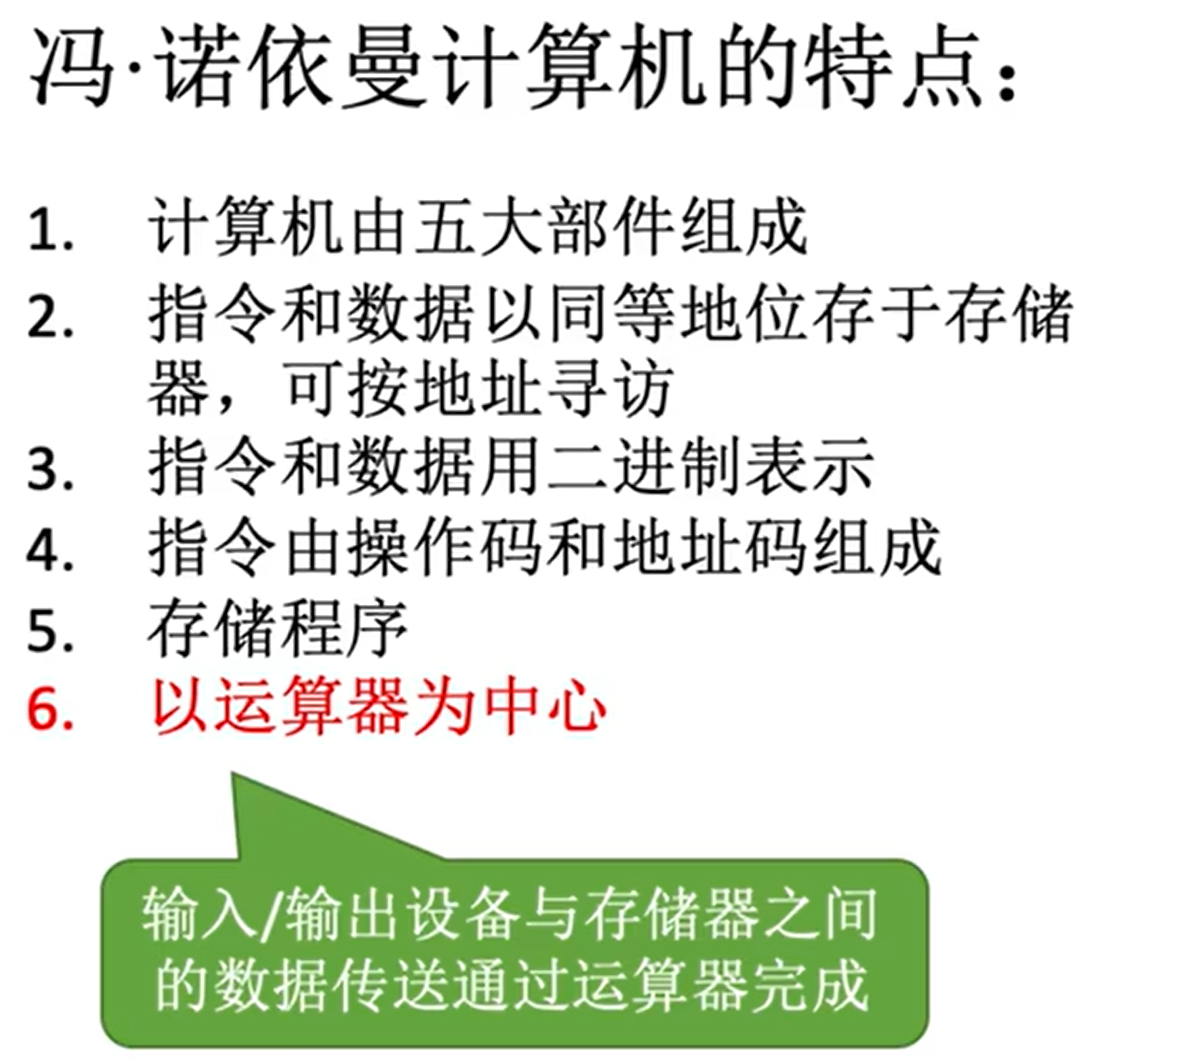 冯·诺依曼计算机的特点：
1. 计算机由五大部件组成
2. 指令和数据以同等地位存于存储
器，可按地址寻访
3. 指令和数据用二进制表示
4. 指令由操作码和地址码组成
5. 存储程序
6. 以运算器为中心
输入/输出设备与存储器之间
的数据传送通过运算器完成